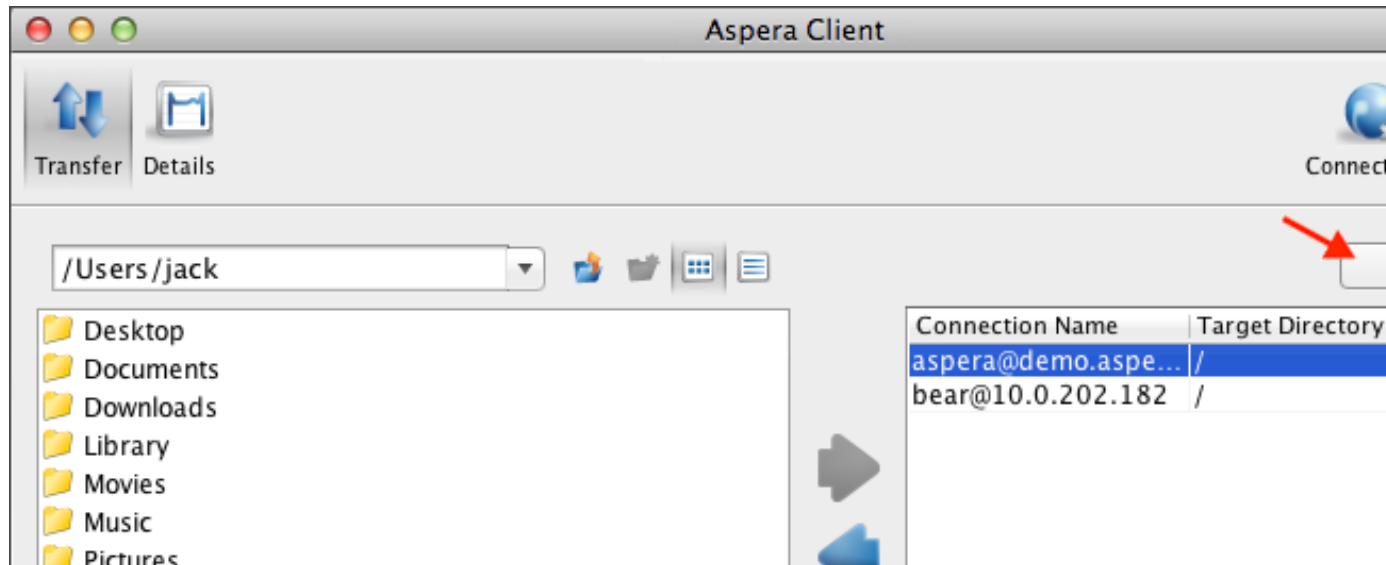 Aspera Client
Transfer Details Connect
/Users/jack
Connection Name Target Directory
Desktop
aspera@demo.aspe... /
Documents
bear@10.0.202.182 /
Downloads
Library
Movies
Music
Pictures